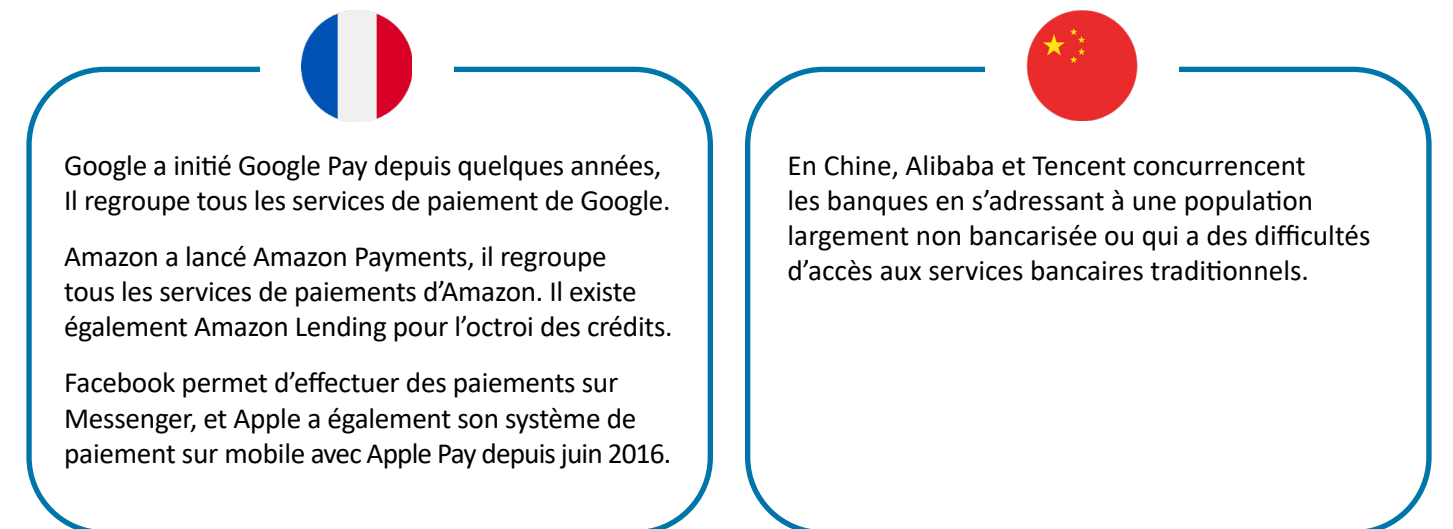 Google a initié Google Pay depuis quelques années,
Il regroupe tous les services de paiement de Google.
Amazon a lancé Amazon Payments, il regroupe
tous les services de paiements d’Amazon. Il existe
également Amazon Lending pour l’octroi des crédits.
Facebook permet d’effectuer des paiements sur
Messenger, et Apple a également son système de
paiement sur mobile avec Apple Pay depuis juin 2016.
En Chine, Alibaba et Tencent concurrencent
les banques en s’adressant à une population
largement non bancarisée ou qui a des difficultés
d’accès aux services bancaires traditionnels.